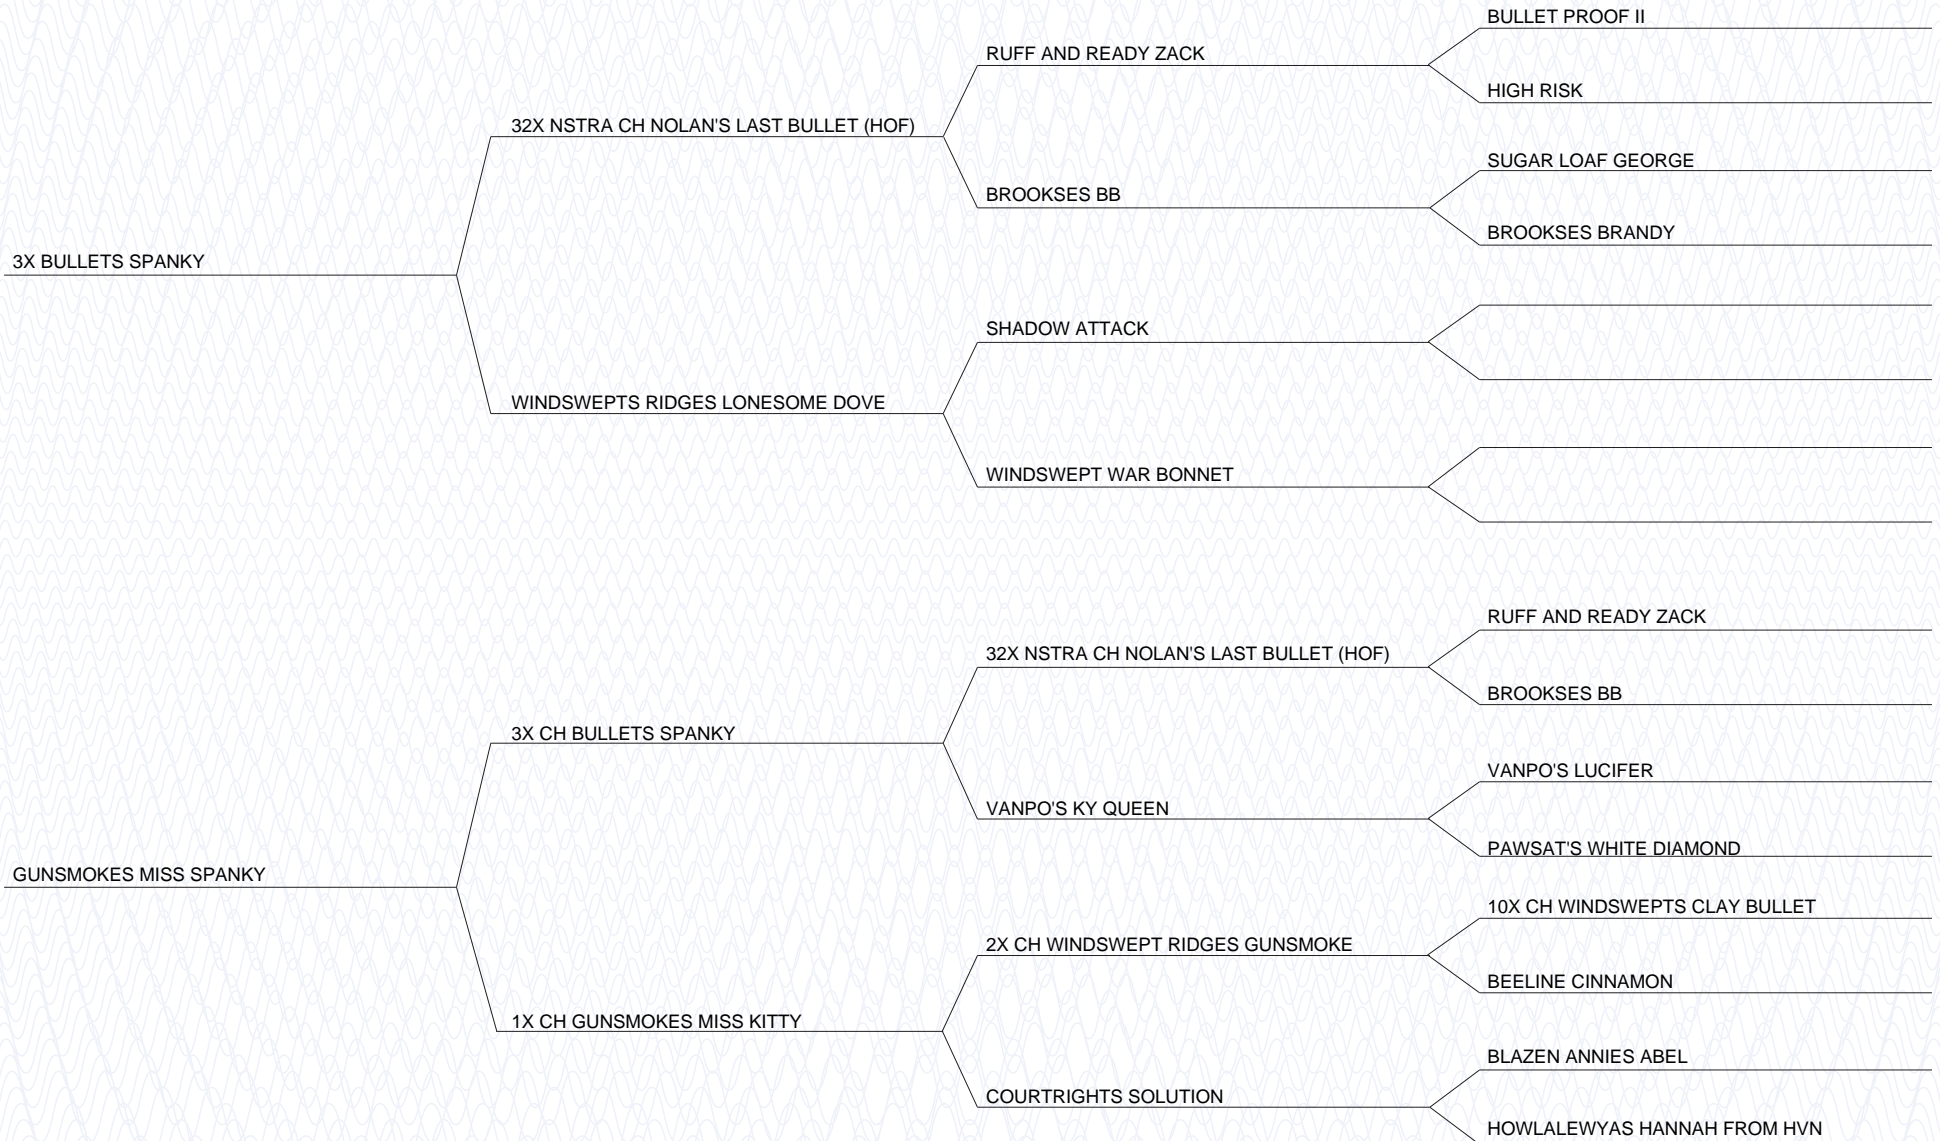 BULLET PROOF II
RUFF AND READY ZACK
HIGH RISK
32X NSTRA CH NOLAN'S LAST BULLET (HOF)
SUGAR LOAF GEORGE
BROOKSES BB
BROOKSES BRANDY
3X BULLETS SPANKY
SHADOW ATTACK
WINDSWEPTS RIDGES LONESOME DOVE
WINDSWEPT WAR BONNET
RUFF AND READY ZACK
32X NSTRA CH NOLAN'S LAST BULLET (HOF)
BROOKSES BB
3X CH BULLETS SPANKY
VANPO'S LUCIFER
VANPO'S KY QUEEN
PAWSAT'S WHITE DIAMOND
GUNSMOKES MISS SPANKY
10X CH WINDSWEPTS CLAY BULLET
2X CH WINDSWEPT RIDGES GUNSMOKE
BEELINE CINNAMON
1X CH GUNSMOKES MISS KITTY
BLAZEN ANNIES ABEL
COURTRIGHTS SOLUTION
HOWLALEWYAS HANNAH FROM HVN